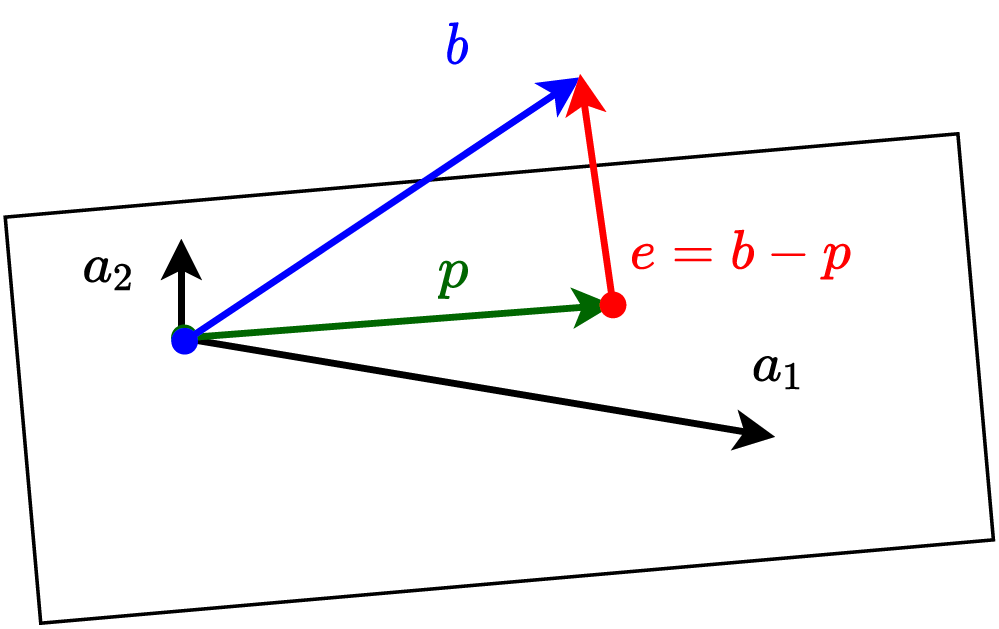 b
a₂
p
e = b − p
a₁